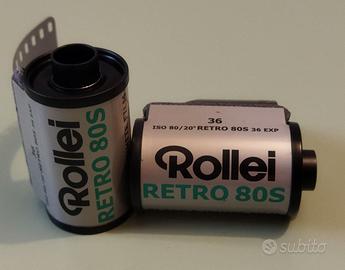 Rollei
RETRO 80S
36
ISO 80/20° RETRO 80S 36 EXP
Rollei
RETRO 80S
subito